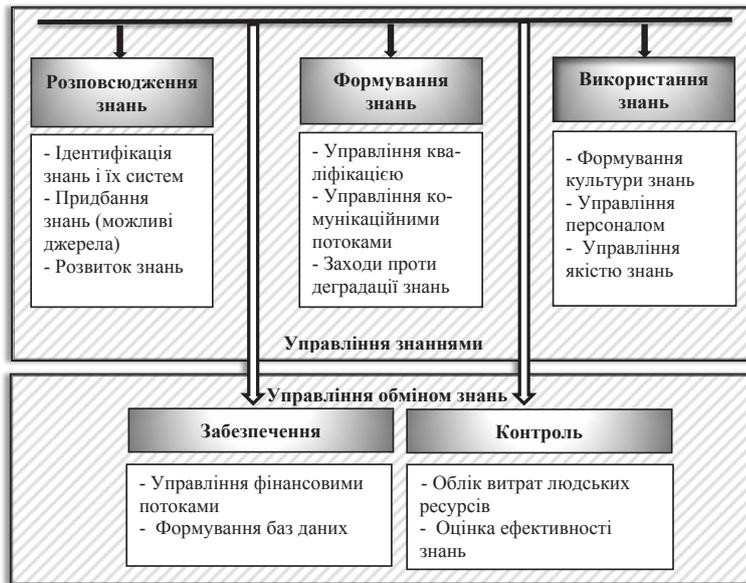 Розповсюдження
знань
- Ідентифікація
знань і їх систем
- Придбання
знань (можливі
джерела)
- Розвиток знань
Формування
знань
- Управління ква-
ліфікацією
- Управління ко-
мунікаційними
потоками
- Заходи проти
деградації знань
Використання
знань
- Формування
культури знань
- Управління
персоналом
- Управління
якістю знань
Управління знаннями
Управління обміном знань
Забезпечення
- Управління фінансовими
потоками
- Формування баз даних
Контроль
- Облік витрат людських
ресурсів
- Оцінка ефективності
знань